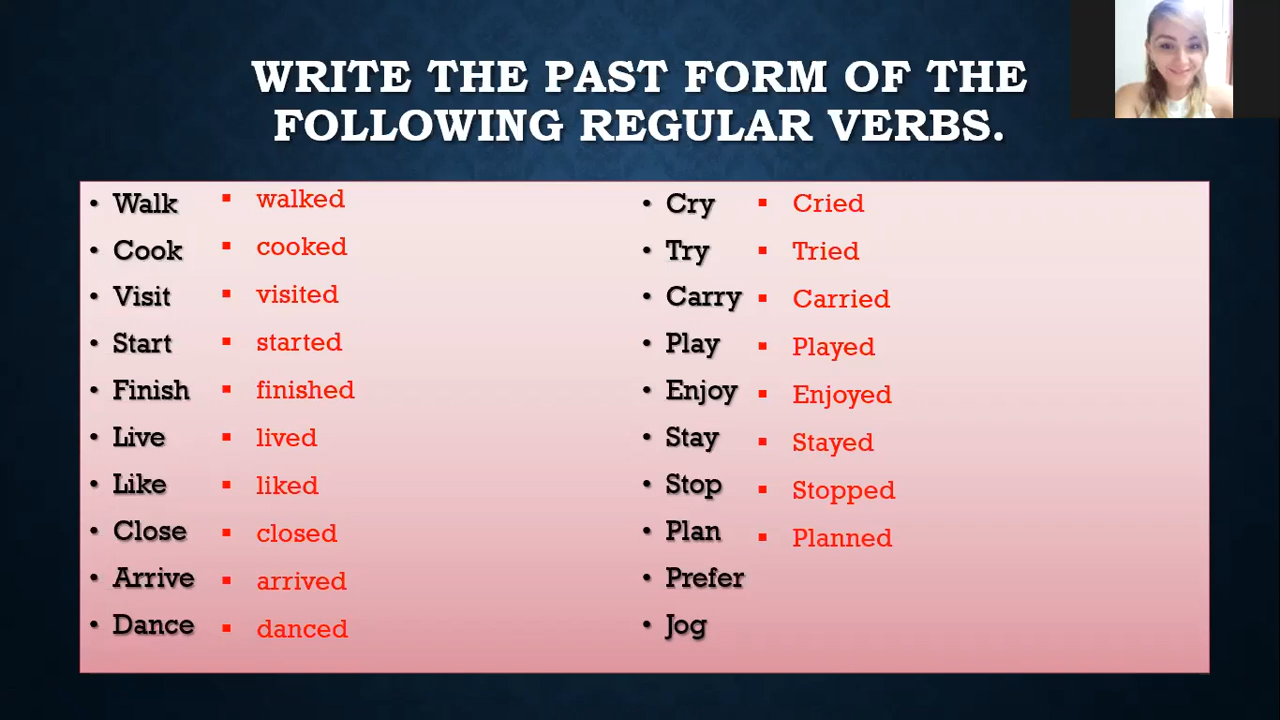 WRITE THE PAST FORM OF THE
FOLLOWING REGULAR VERBS.
• Walk ▪ walked
• Cook ▪ cooked
• Visit ▪ visited
• Start ▪ started
• Finish ▪ finished
• Live ▪ lived
• Like ▪ liked
• Close ▪ closed
• Arrive ▪ arrived
• Dance ▪ danced
• Cry ▪ Cried
• Try ▪ Tried
• Carry ▪ Carried
• Play ▪ Played
• Enjoy ▪ Enjoyed
• Stay ▪ Stayed
• Stop ▪ Stopped
• Plan ▪ Planned
• Prefer
• Jog